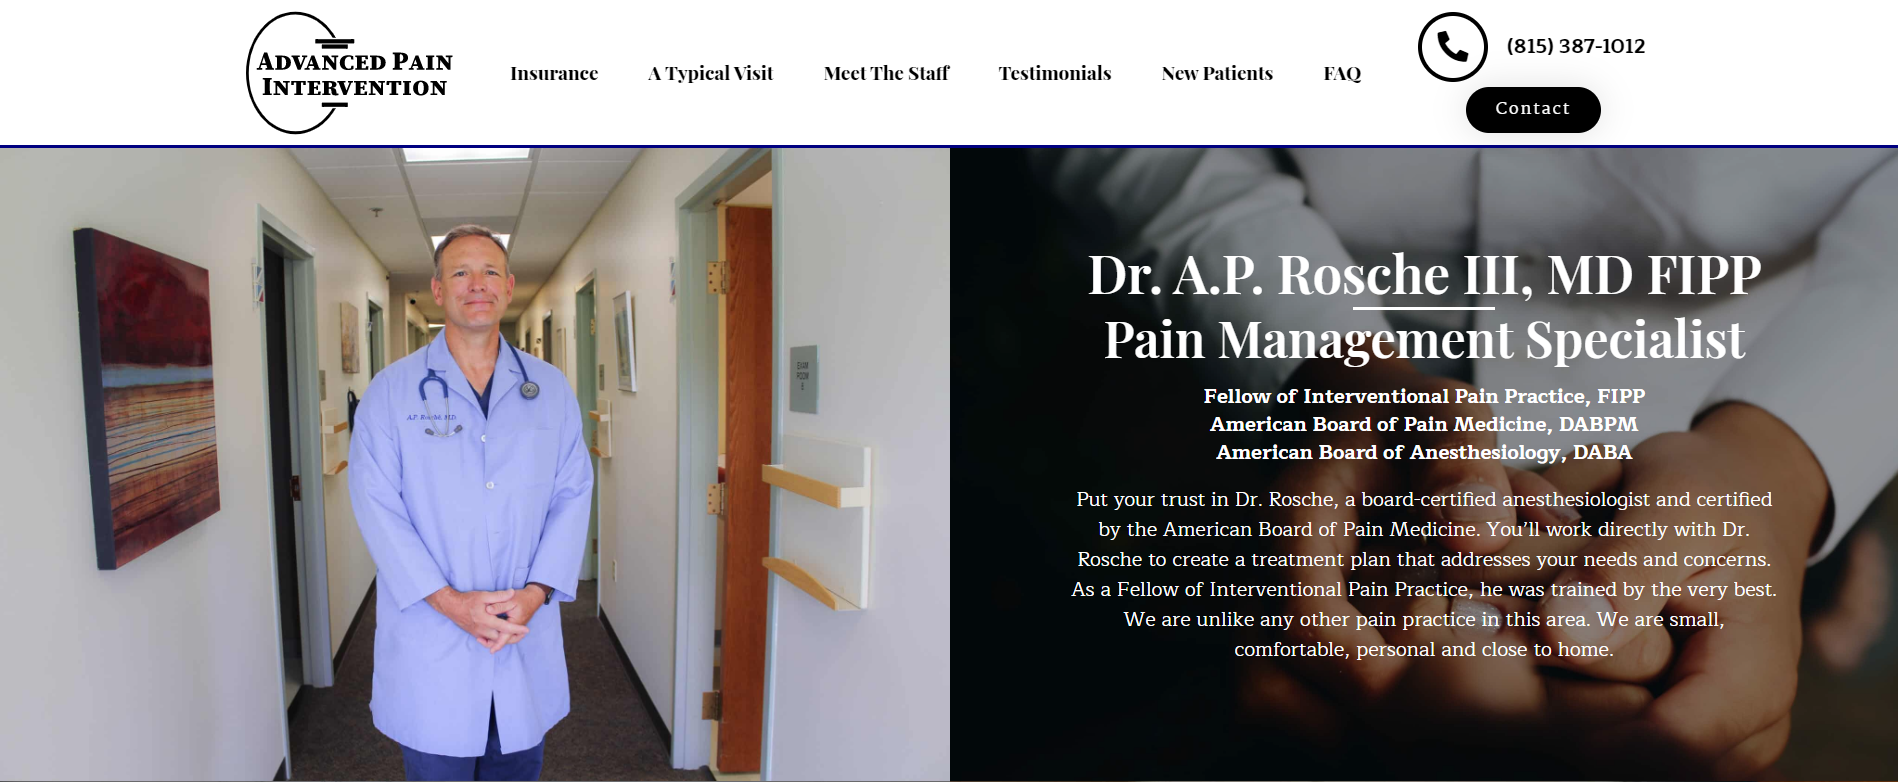 ADVANCED PAIN
INTERVENTION
Insurance
A Typical Visit
Meet The Staff
Testimonials
New Patients
FAQ
(815) 387-1012
Contact
A.P. Rosche, MD
EXAM
ROOM
6
Dr. A.P. Rosche III, MD FIPP
Pain Management Specialist
Fellow of Interventional Pain Practice, FIPP
American Board of Pain Medicine, DABPM
American Board of Anesthesiology, DABA
Put your trust in Dr. Rosche, a board-certified anesthesiologist and certified
by the American Board of Pain Medicine. You’ll work directly with Dr.
Rosche to create a treatment plan that addresses your needs and concerns.
As a Fellow of Interventional Pain Practice, he was trained by the very best.
We are unlike any other pain practice in this area. We are small,
comfortable, personal and close to home.